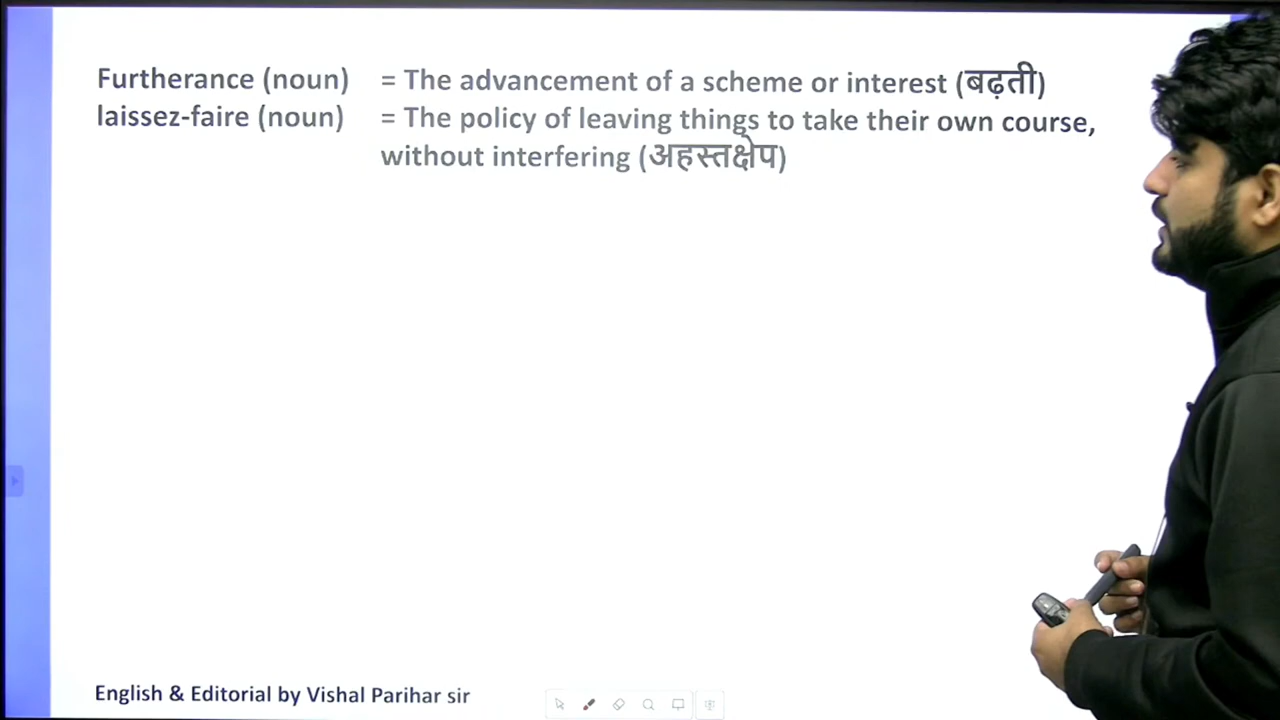 Furtherance (noun) = The advancement of a scheme or interest (बढ़ती)
laissez-faire (noun) = The policy of leaving things to take their own course,
without interfering (अहस्तक्षेप)
English & Editorial by Vishal Parihar sir